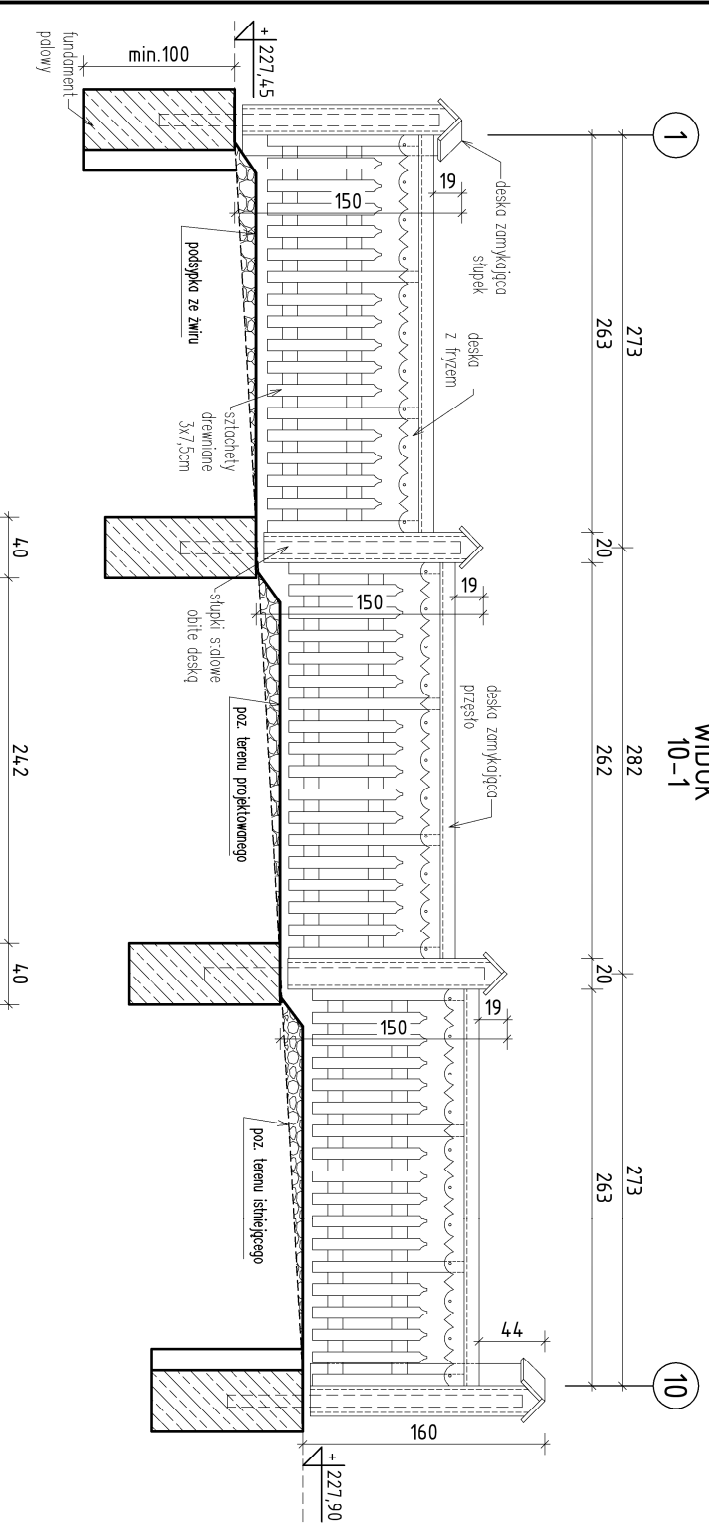 WIDOK
10-1
1
10
273
282
273
263
20
262
20
263
deska zamykająca
słupek
deska
z fryzem
deska zamykająca
przęsło
19
150
19
150
19
150
44
160
+ 227,45
+ 227,90
min.100
fundament
palowy
podsypka ze żwiru
sztachety
drewniane
3x7,5cm
słupki stalowe
obite deską
poz. terenu projektowanego
poz. terenu istniejącego
40
242
40